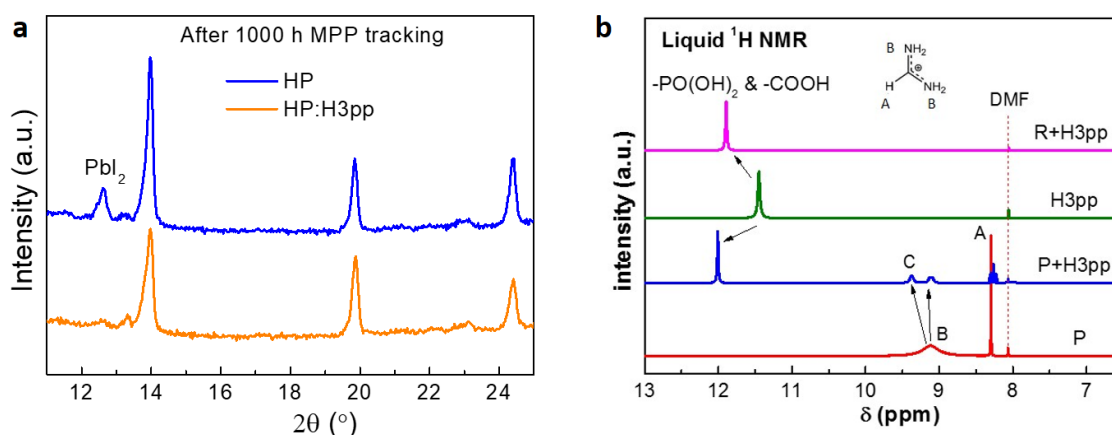 a
After 1000 h MPP tracking
HP
HP:H3pp
PbI₂
Intensity (a.u.)
12 14 16 18 20 22 24
2θ (°)
b
Liquid ¹H NMR
B NH₂
⊕
H NH₂
A B
-PO(OH)₂ & -COOH
DMF
R+H3pp
H3pp
A
P+H3pp
C
B
P
intensity (a.u.)
13 12 11 10 9 8 7
δ (ppm)